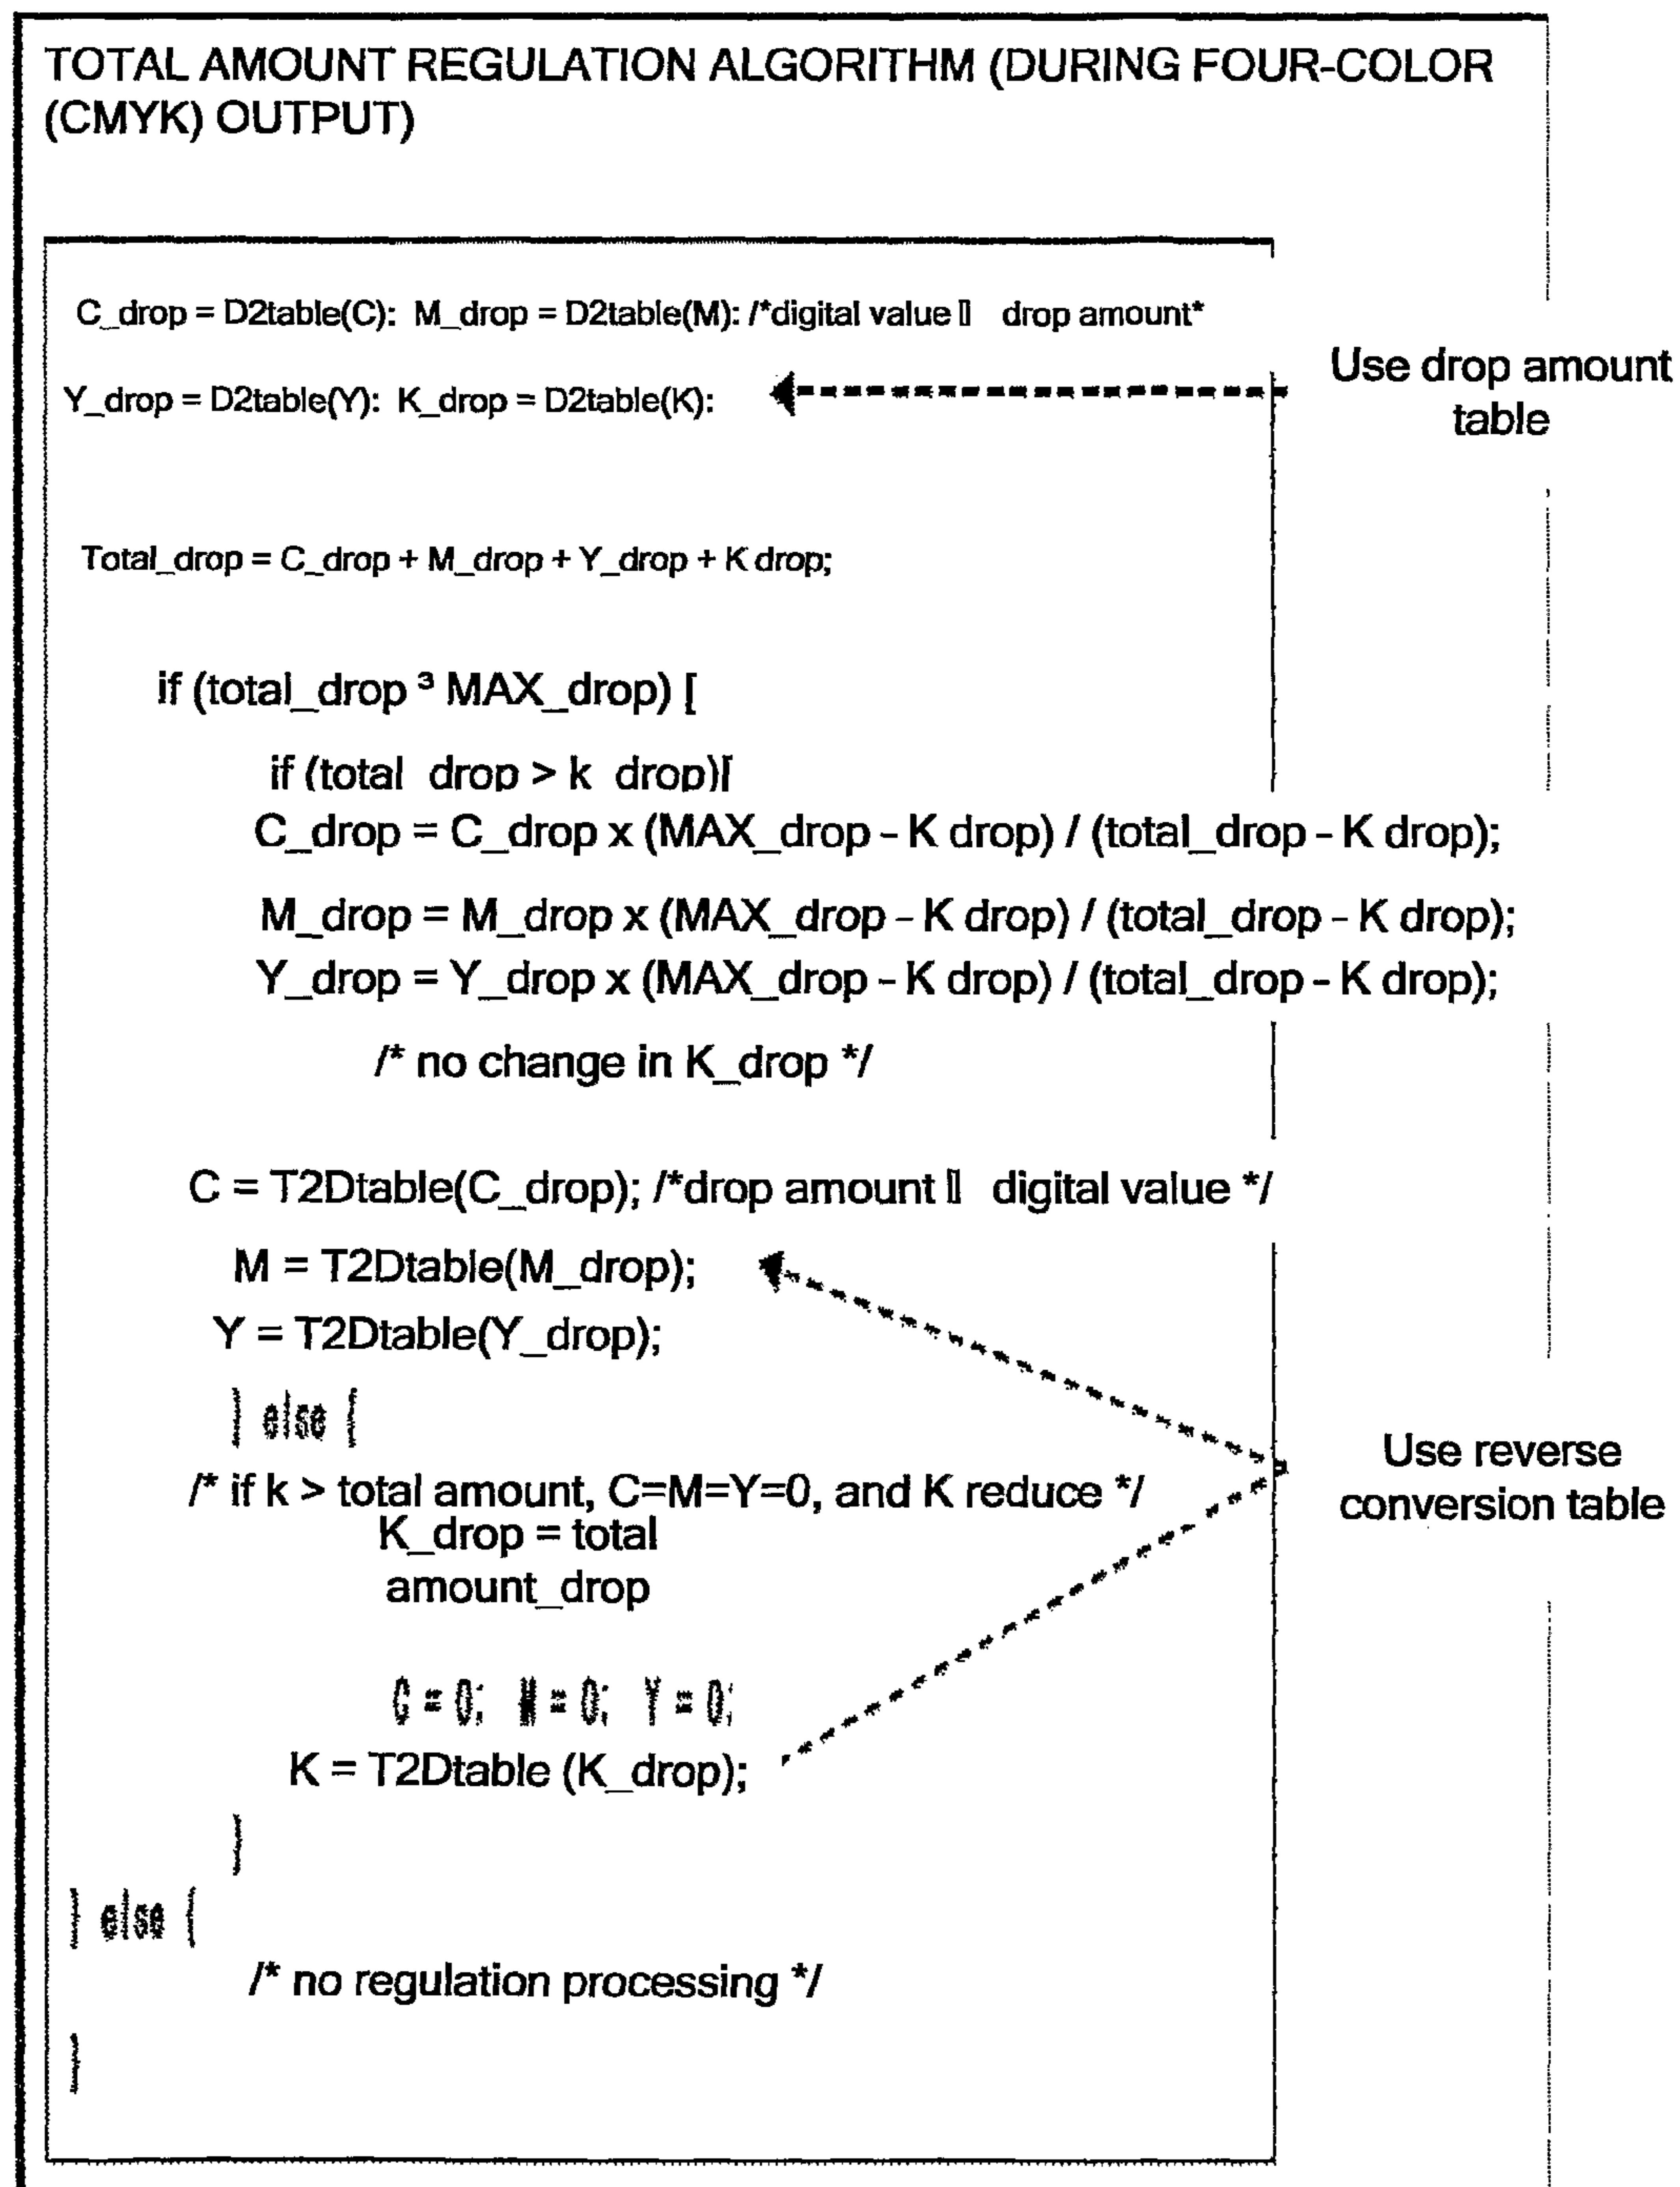 TOTAL AMOUNT REGULATION ALGORITHM (DURING FOUR-COLOR
(CMYK) OUTPUT)
C_drop = D2table(C): M_drop = D2table(M): /*digital value ▯ drop amount*
Y_drop = D2table(Y): K_drop = D2table(K):
Use drop amount
table
Total_drop = C_drop + M_drop + Y_drop + K drop;
if (total_drop ³ MAX_drop) [
if (total_drop > k_drop)[
C_drop = C_drop x (MAX_drop - K drop) / (total_drop - K drop);
M_drop = M_drop x (MAX_drop - K drop) / (total_drop - K drop);
Y_drop = Y_drop x (MAX_drop - K drop) / (total_drop - K drop);
/* no change in K_drop */
C = T2Dtable(C_drop); /*drop amount ▯ digital value */
M = T2Dtable(M_drop);
Y = T2Dtable(Y_drop);
} else {
/* if k > total amount, C=M=Y=0, and K reduce */
K_drop = total
amount_drop
Use reverse
conversion table
C = 0; M = 0; Y = 0;
K = T2Dtable (K_drop);
}
} else {
/* no regulation processing */
}